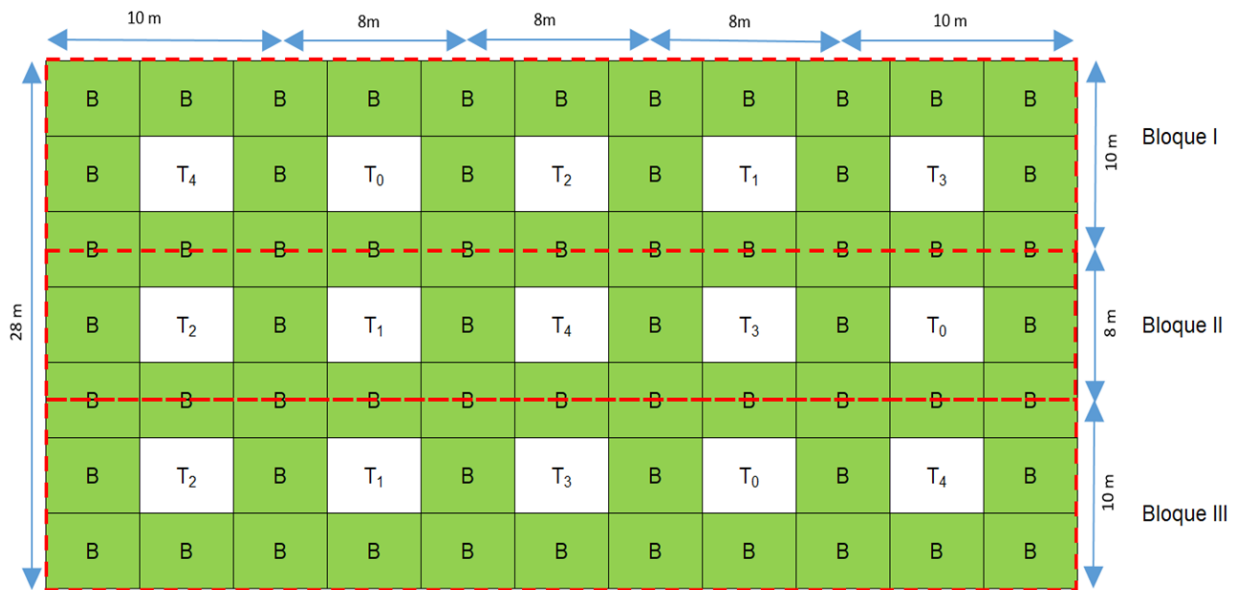 10 m 8m 8m 8m 10 m
B B B B B B B B B B B
B T4 B T0 B T2 B T1 B T3 B
10 m
Bloque I
B B B B B B B B B B B
28 m
B T2 B T1 B T4 B T3 B T0 B
8 m
Bloque II
B B B B B B B B B B B
B T2 B T1 B T3 B T0 B T4 B
10 m
Bloque III
B B B B B B B B B B B